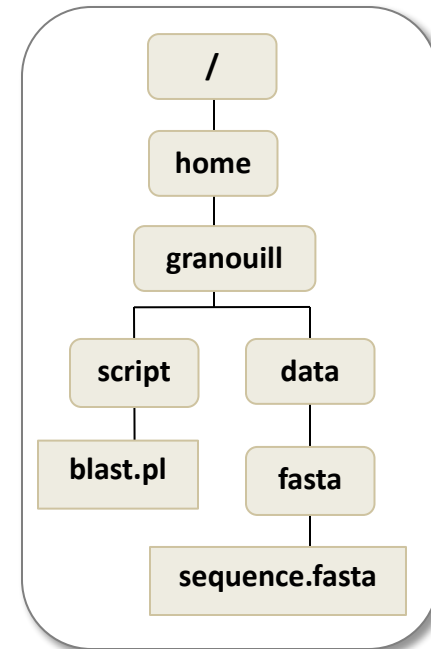 /
home
granouill
script
data
blast.pl
fasta
sequence.fasta